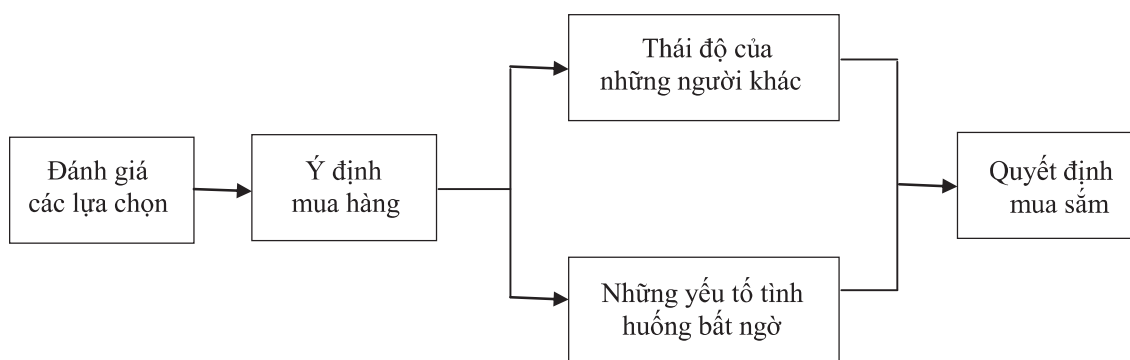 Đánh giá
các lựa chọn
Ý định
mua hàng
Thái độ của
những người khác
Những yếu tố tình
huống bất ngờ
Quyết định
mua sắm